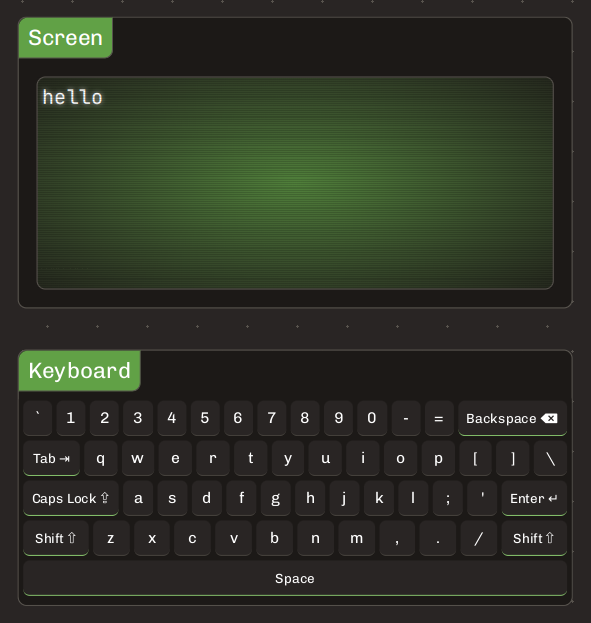 Screen
hello
Keyboard
` 1 2 3 4 5 6 7 8 9 0 - = Backspace ⌫
Tab ⇥ q w e r t y u i o p [ ] \
Caps Lock ⇧ a s d f g h j k l ; ' Enter ↵
Shift ⇧ z x c v b n m , . / Shift ⇧
Space